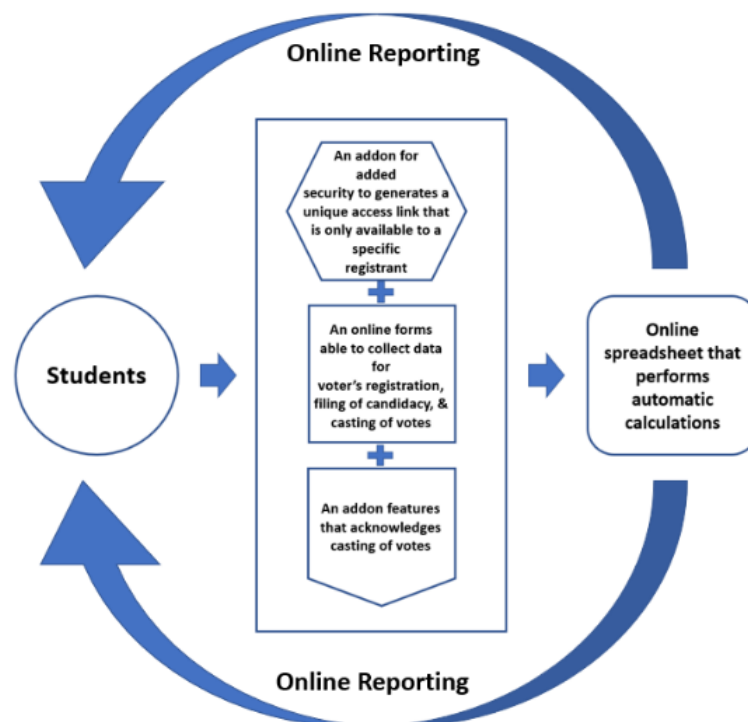 Online Reporting
An addon for
added
security to generates a
unique access link that
is only available to a
specific
registrant
Students
An online forms
able to collect data
for
voter's registration,
filing of candidacy, &
casting of votes
Online
spreadsheet that
performs
automatic
calculations
An addon features
that acknowledges
casting of votes
Online Reporting